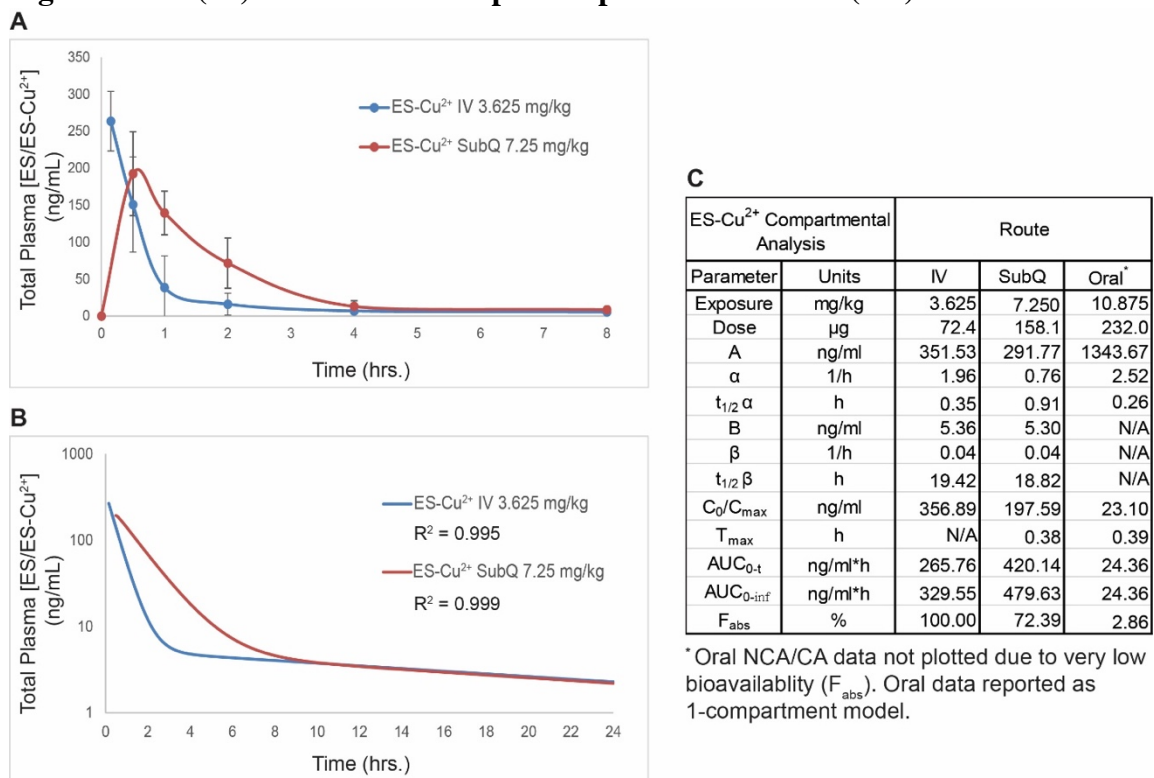 A
Total Plasma [ES/ES-Cu²⁺]
(ng/mL)
350
300
250
200
150
100
50
0
ES-Cu²⁺ IV 3.625 mg/kg
ES-Cu²⁺ SubQ 7.25 mg/kg
0 1 2 3 4 5 6 7 8
Time (hrs.)
B
Total Plasma [ES/ES-Cu²⁺]
(ng/mL)
1000
100
10
1
ES-Cu²⁺ IV 3.625 mg/kg
R² = 0.995
ES-Cu²⁺ SubQ 7.25 mg/kg
R² = 0.999
0 2 4 6 8 10 12 14 16 18 20 22 24
Time (hrs.)
C
ES-Cu²⁺ Compartmental Analysis Route
Parameter Units IV SubQ Oral*
Exposure mg/kg 3.625 7.250 10.875
Dose µg 72.4 158.1 232.0
A ng/ml 351.53 291.77 1343.67
α 1/h 1.96 0.76 2.52
t1/2 α h 0.35 0.91 0.26
B ng/ml 5.36 5.30 N/A
β 1/h 0.04 0.04 N/A
t1/2 β h 19.42 18.82 N/A
C0/Cmax ng/ml 356.89 197.59 23.10
Tmax h N/A 0.38 0.39
AUC0-t ng/ml*h 265.76 420.14 24.36
AUC0-inf ng/ml*h 329.55 479.63 24.36
Fabs % 100.00 72.39 2.86
* Oral NCA/CA data not plotted due to very low
bioavailablity (Fabs). Oral data reported as
1-compartment model.